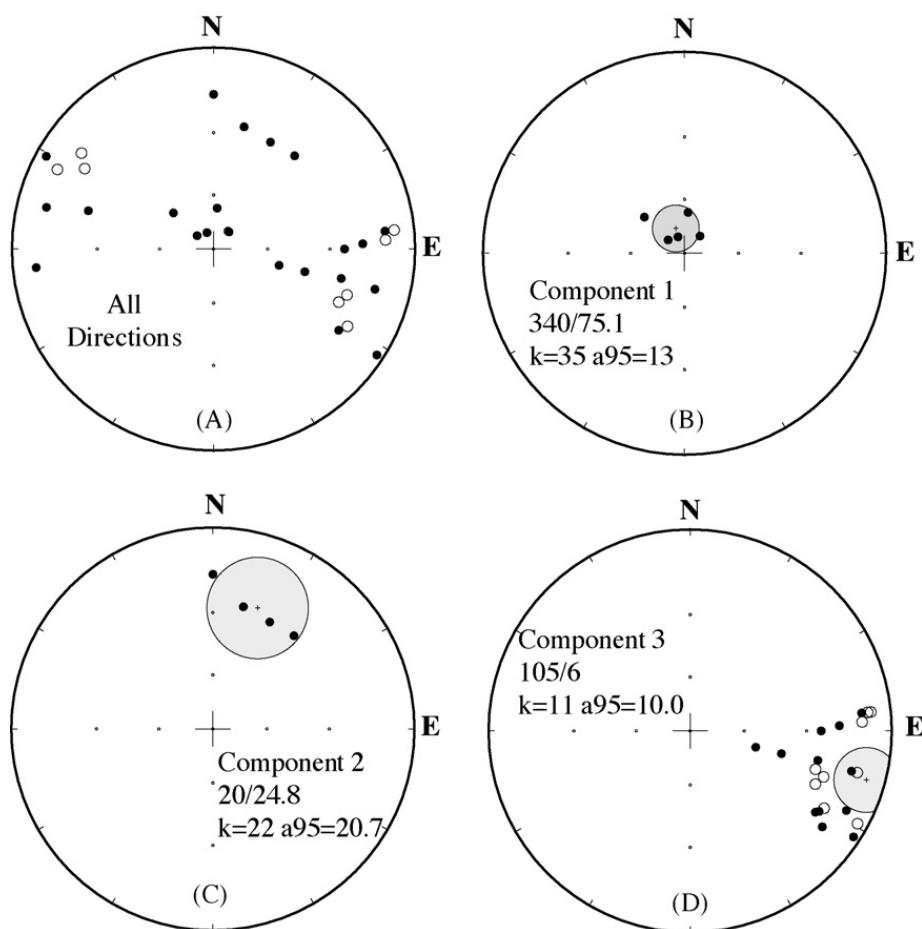 N
E
All
Directions
(A)
N
E
Component 1
340/75.1
k=35 a95=13
(B)
N
E
Component 2
20/24.8
k=22 a95=20.7
(C)
N
E
Component 3
105/6
k=11 a95=10.0
(D)